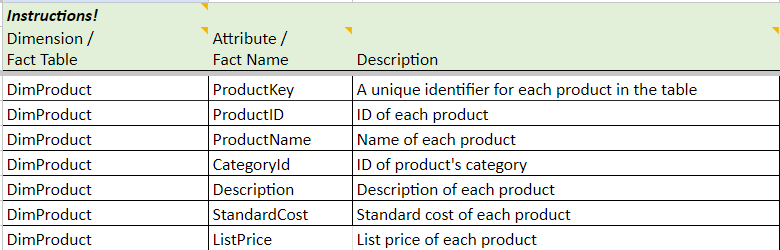 Instructions!
Dimension / Attribute /
Fact Table Fact Name Description
DimProduct ProductKey A unique identifier for each product in the table
DimProduct ProductID ID of each product
DimProduct ProductName Name of each product
DimProduct CategoryId ID of product's category
DimProduct Description Description of each product
DimProduct StandardCost Standard cost of each product
DimProduct ListPrice List price of each product